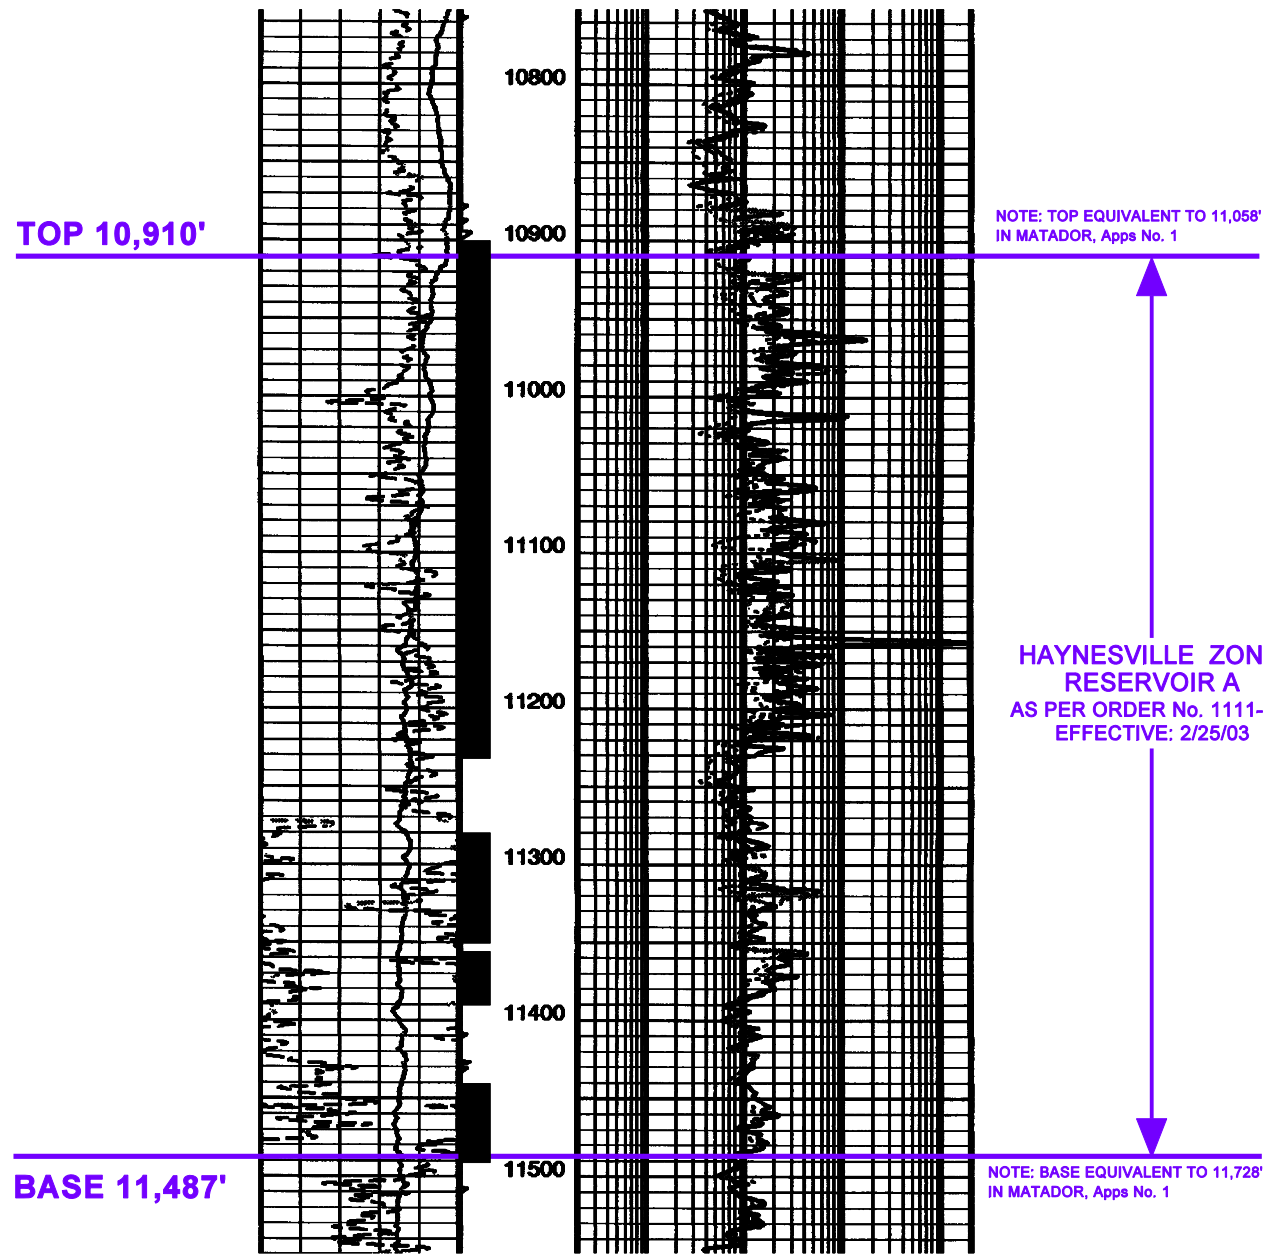 10800
TOP 10,910'
NOTE: TOP EQUIVALENT TO 11,058'
IN MATADOR, Apps No. 1
10900
11000
11100
HAYNESVILLE ZON
RESERVOIR A
AS PER ORDER No. 1111-
EFFECTIVE: 2/25/03
11200
11300
11400
11500
BASE 11,487'
NOTE: BASE EQUIVALENT TO 11,728'
IN MATADOR, Apps No. 1